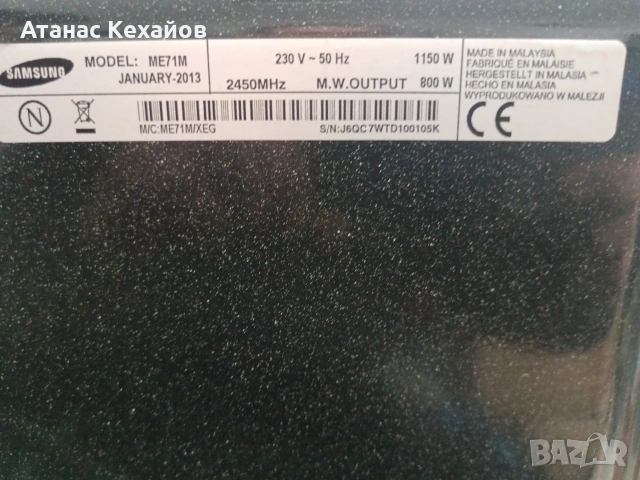 Атанас Кехайов
SAMSUNG
MODEL: ME71M
JANUARY-2013
230 V ~ 50 Hz 1150 W
2450MHz M.W.OUTPUT 800 W
MADE IN MALAYSIA
FABRIQUÉ EN MALAISIE
HERGESTELLT IN MALASIA
HECHO EN MALASIA
WYPRODUKOWANO W MALEZJI
N
M/C:ME71M/XEG
S/N:J6QC7WTD100105K
CE
BAZAR